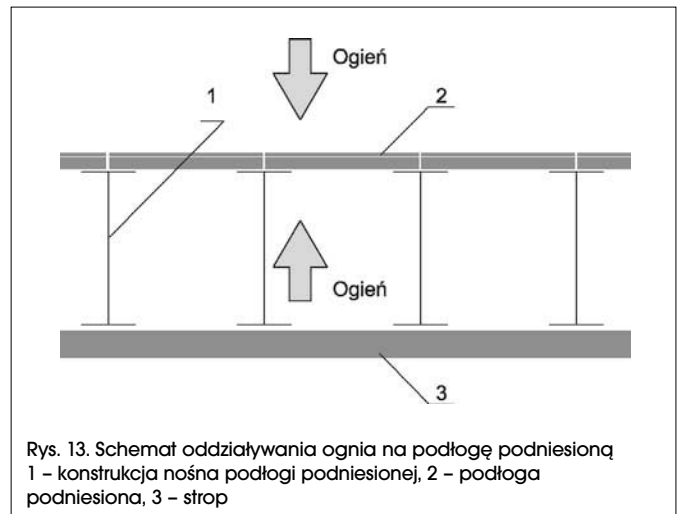 Ogień
1
2
Ogień
3
Rys. 13. Schemat oddziaływania ognia na podłogę podniesioną
1 – konstrukcja nośna podłogi podniesionej, 2 – podłoga
podniesiona, 3 – strop